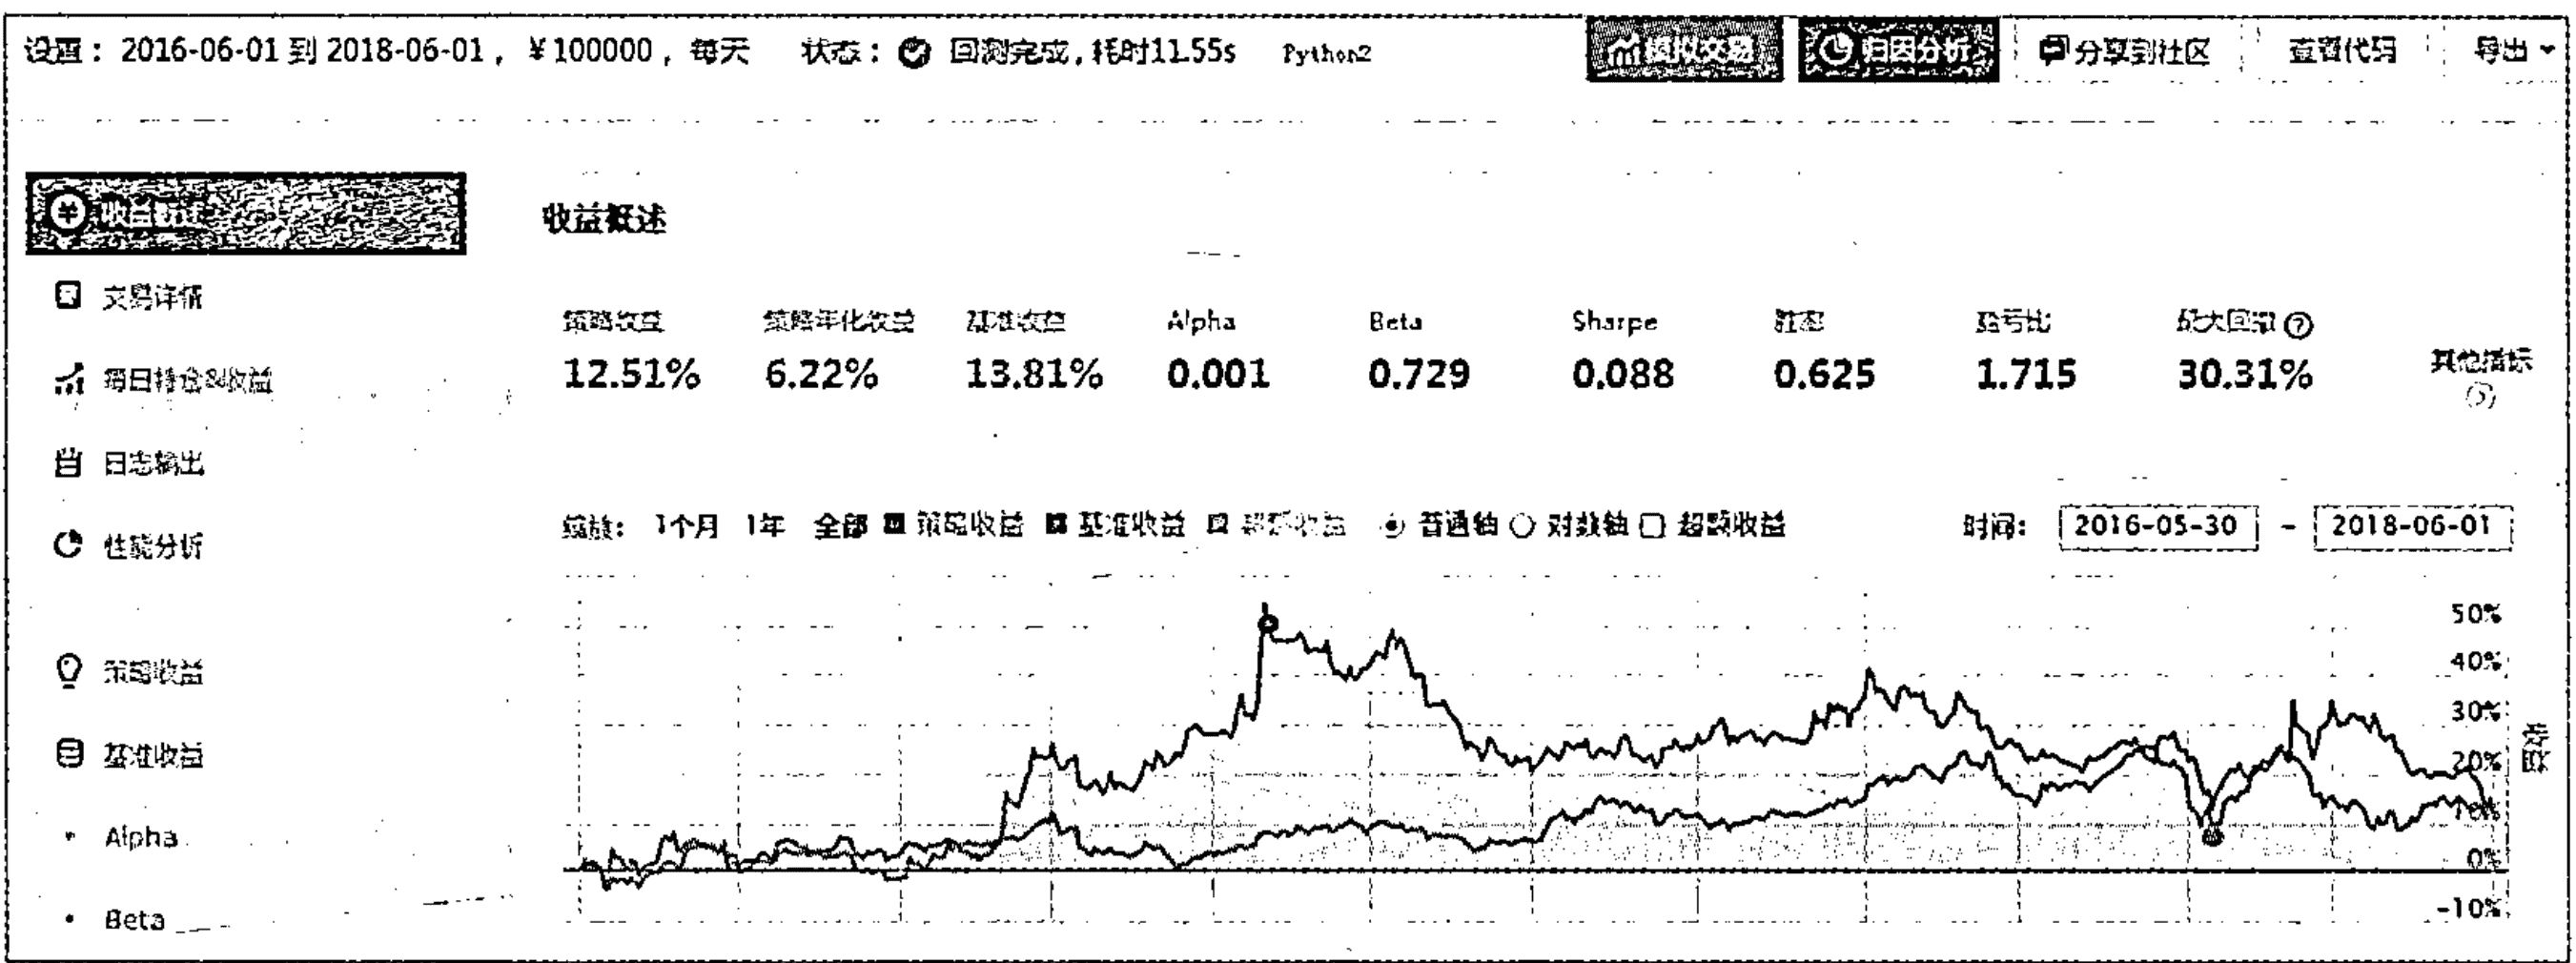 设置： 2016-06-01 到 2018-06-01， ￥100000， 每天 状态： 回测完成, 耗时11.55s Python2 模拟交易 归因分析 分享到社区 查看代码 导出
收益概述
收益概述
交易详情
每日持仓&收益
日志输出
性能分析
策略收益
基准收益
Alpha
Beta
策略收益 策略年化收益 基准收益 Alpha Beta Sharpe 胜率 盈亏比 最大回撤
12.51% 6.22% 13.81% 0.001 0.729 0.088 0.625 1.715 30.31%
其他指标
缩放： 1个月 1年 全部 策略收益 基准收益 超额收益 普通轴 对数轴 超额收益 时间： 2016-05-30 - 2018-06-01
50%
40%
30%
20%
10%
0%
-10%
收益